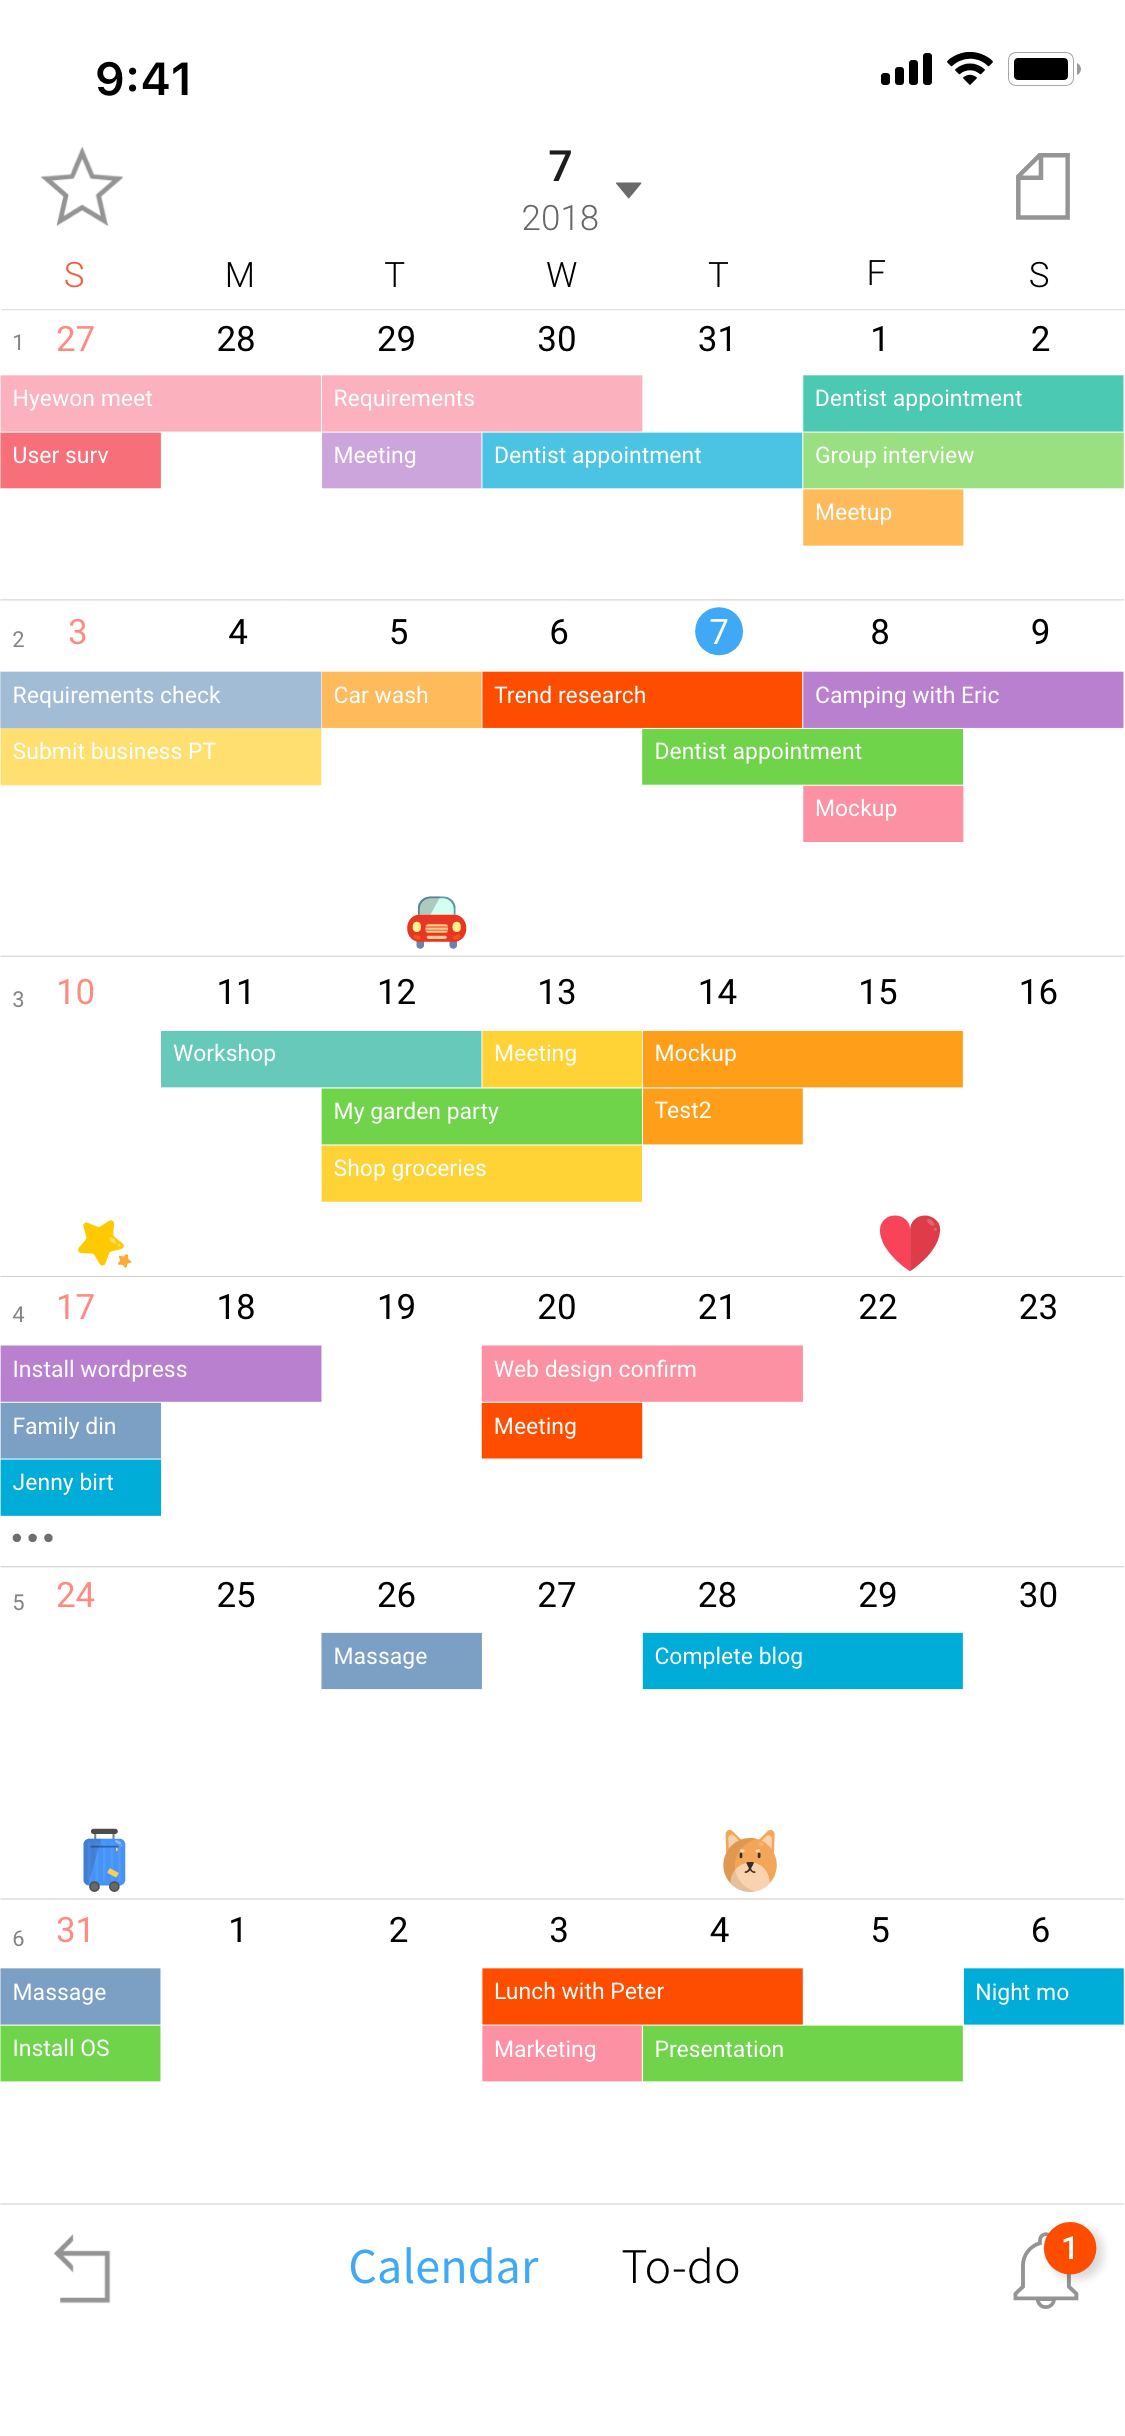 9:41
7
2018
S M T W T F S
1 27 28 29 30 31 1 2
Hyewon meet Requirements Dentist appointment
User surv Meeting Dentist appointment Group interview
Meetup
2 3 4 5 6 7 8 9
Requirements check Car wash Trend research Camping with Eric
Submit business PT Dentist appointment
Mockup
3 10 11 12 13 14 15 16
Workshop Meeting Mockup
My garden party Test2
Shop groceries
4 17 18 19 20 21 22 23
Install wordpress Web design confirm
Family din Meeting
Jenny birt
•••
5 24 25 26 27 28 29 30
Massage Complete blog
6 31 1 2 3 4 5 6
Massage Lunch with Peter Night mo
Install OS Marketing Presentation
Calendar To-do 1